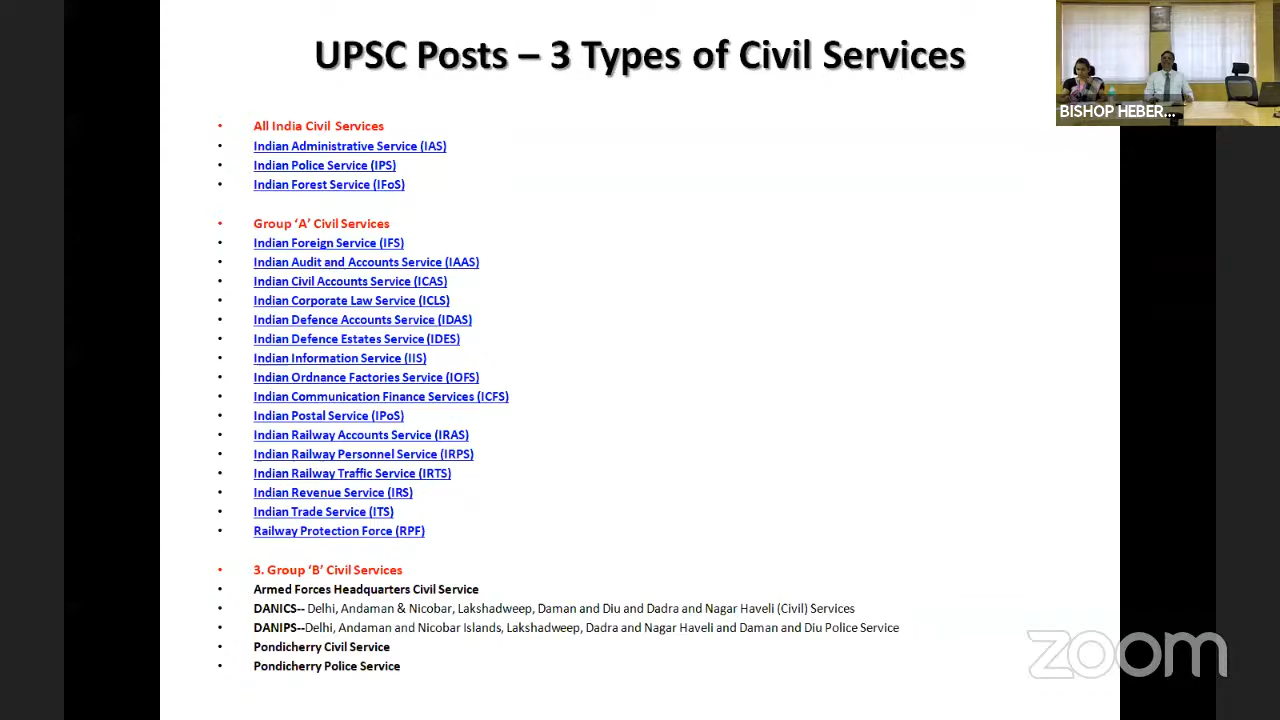 UPSC Posts – 3 Types of Civil Services
BISHOP HEBER...
• All India Civil Services
• Indian Administrative Service (IAS)
• Indian Police Service (IPS)
• Indian Forest Service (IFoS)
• Group ‘A’ Civil Services
• Indian Foreign Service (IFS)
• Indian Audit and Accounts Service (IAAS)
• Indian Civil Accounts Service (ICAS)
• Indian Corporate Law Service (ICLS)
• Indian Defence Accounts Service (IDAS)
• Indian Defence Estates Service (IDES)
• Indian Information Service (IIS)
• Indian Ordnance Factories Service (IOFS)
• Indian Communication Finance Services (ICFS)
• Indian Postal Service (IPoS)
• Indian Railway Accounts Service (IRAS)
• Indian Railway Personnel Service (IRPS)
• Indian Railway Traffic Service (IRTS)
• Indian Revenue Service (IRS)
• Indian Trade Service (ITS)
• Railway Protection Force (RPF)
• 3. Group ‘B’ Civil Services
• Armed Forces Headquarters Civil Service
• DANICS-- Delhi, Andaman & Nicobar, Lakshadweep, Daman and Diu and Dadra and Nagar Haveli (Civil) Services
• DANIPS--Delhi, Andaman and Nicobar Islands, Lakshadweep, Dadra and Nagar Haveli and Daman and Diu Police Service
• Pondicherry Civil Service
• Pondicherry Police Service
zoom